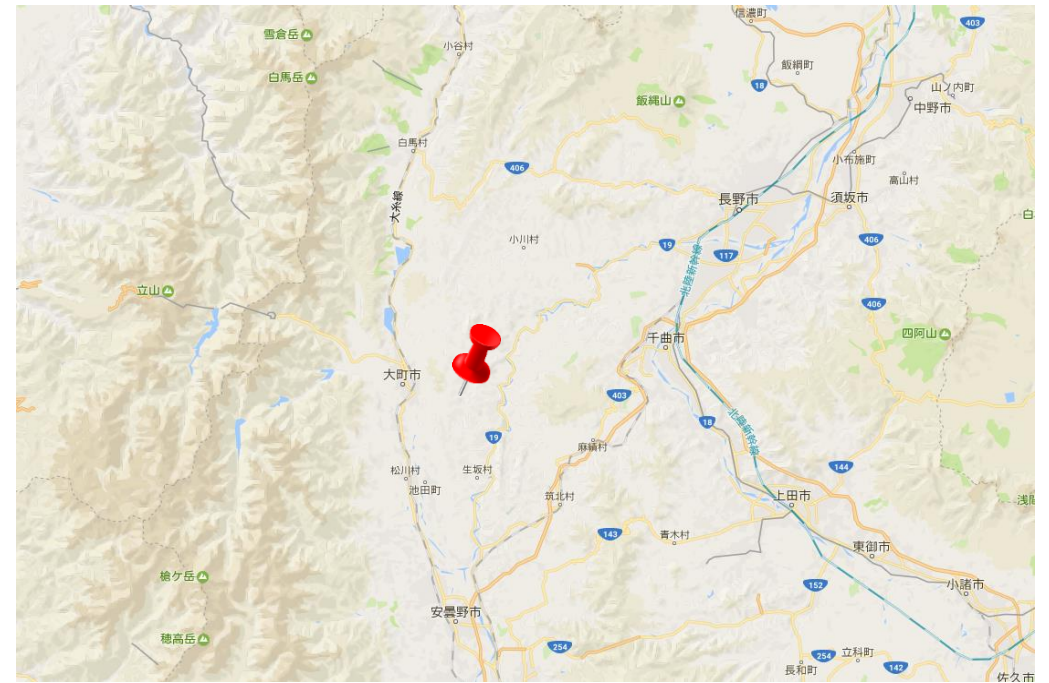 信濃町
403
雪倉岳
小谷村
飯綱町
白馬岳
18
山ノ内町
飯縄山
中野市
白馬村
小布施町
406
高山村
長野市
須坂市
大糸線
小川村
19
117
406
北陸新幹線
立山
406
千曲市
四阿山
大町市
403
18
北陸新幹線
19
麻績村
144
松川村
生坂村
池田町
筑北村
上田市
143
青木村
東御市
槍ケ岳
152
小諸市
安曇野市
穂高岳
254
254
立科町
142
長和町
佐久市